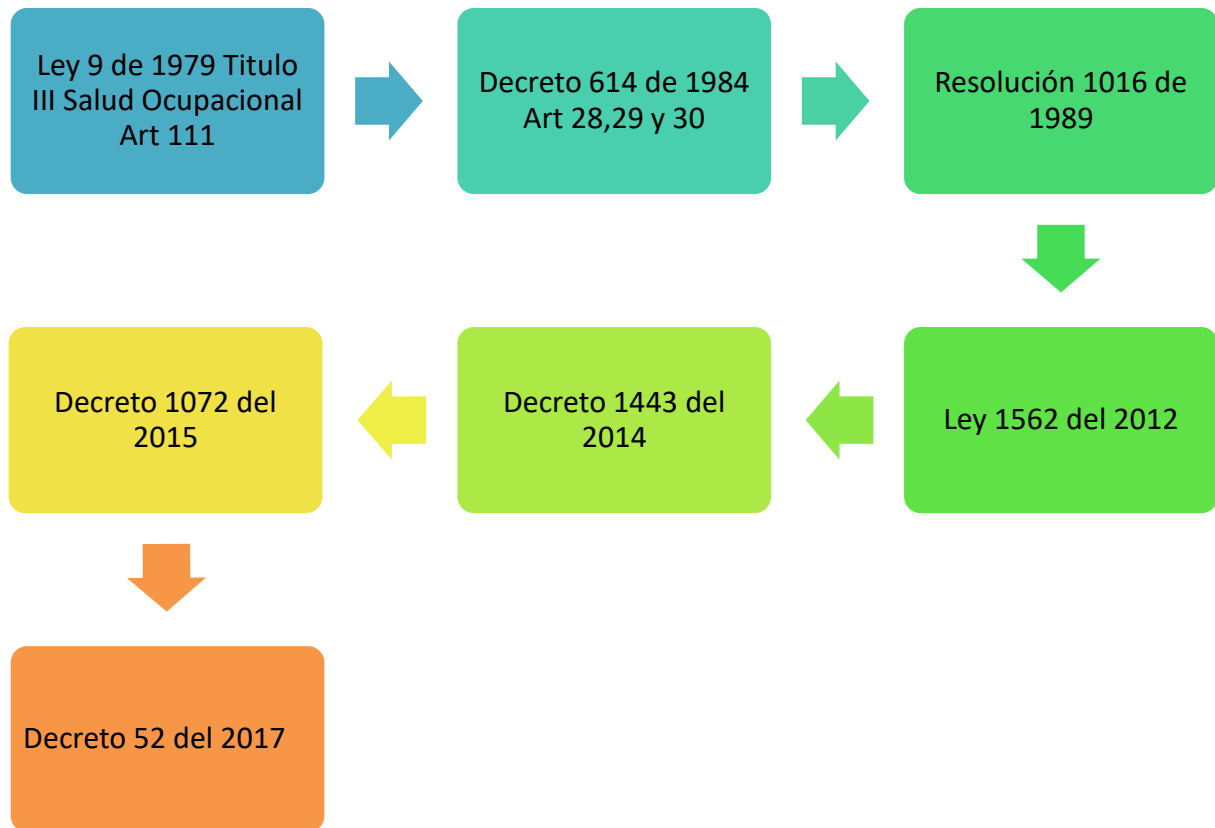 Ley 9 de 1979 Titulo
III Salud Ocupacional
Art 111
Decreto 614 de 1984
Art 28,29 y 30
Resolución 1016 de
1989
Ley 1562 del 2012
Decreto 1443 del
2014
Decreto 1072 del
2015
Decreto 52 del 2017